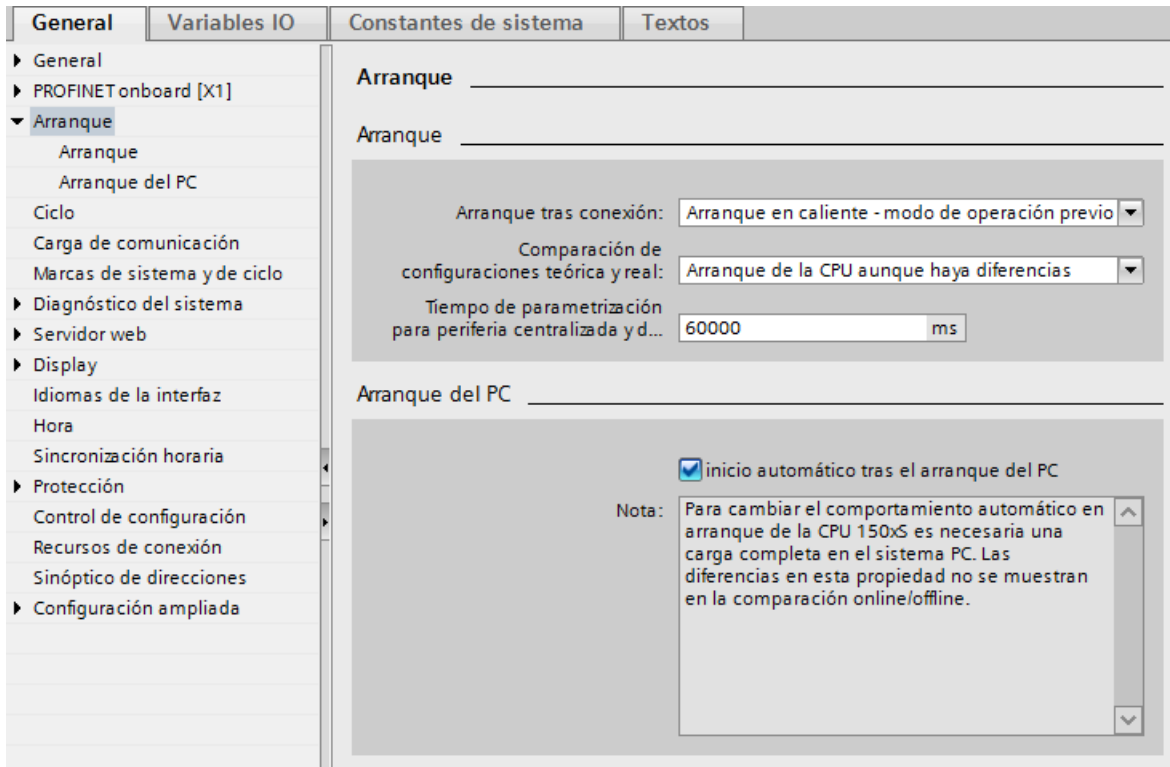 General
Variables IO
Constantes de sistema
Textos
General
PROFINET onboard [X1]
Arranque
Arranque
Arranque del PC
Ciclo
Carga de comunicación
Marcas de sistema y de ciclo
Diagnóstico del sistema
Servidor web
Display
Idiomas de la interfaz
Hora
Sincronización horaria
Protección
Control de configuración
Recursos de conexión
Sinóptico de direcciones
Configuración ampliada
Arranque
Arranque
Arranque tras conexión: Arranque en caliente - modo de operación previo
Comparación de
configuraciones teórica y real: Arranque de la CPU aunque haya diferencias
Tiempo de parametrización
para periferia centralizada y d... 60000 ms
Arranque del PC
inicio automático tras el arranque del PC
Nota: Para cambiar el comportamiento automático en
arranque de la CPU 150xS es necesaria una
carga completa en el sistema PC. Las
diferencias en esta propiedad no se muestran
en la comparación online/offline.